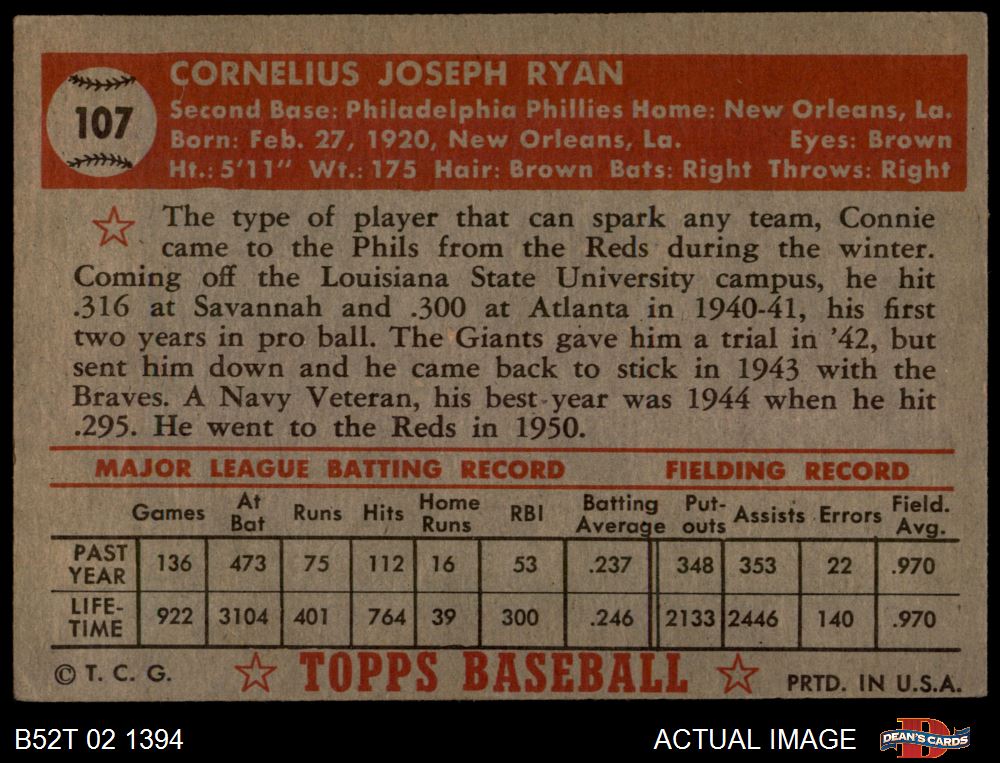 107
CORNELIUS JOSEPH RYAN
Second Base: Philadelphia Phillies Home: New Orleans, La.
Born: Feb. 27, 1920, New Orleans, La. Eyes: Brown
Ht.: 5'11" Wt.: 175 Hair: Brown Bats: Right Throws: Right
The type of player that can spark any team, Connie
came to the Phils from the Reds during the winter.
Coming off the Louisiana State University campus, he hit
.316 at Savannah and .300 at Atlanta in 1940-41, his first
two years in pro ball. The Giants gave him a trial in '42, but
sent him down and he came back to stick in 1943 with the
Braves. A Navy Veteran, his best year was 1944 when he hit
.295. He went to the Reds in 1950.
MAJOR LEAGUE BATTING RECORD FIELDING RECORD
Games At Bat Runs Hits Home Runs RBI Batting Average Put-outs Assists Errors Field. Avg.
PAST YEAR 136 473 75 112 16 53 .237 348 353 22 .970
LIFE-TIME 922 3104 401 764 39 300 .246 2133 2446 140 .970
© T. C. G. TOPPS BASEBALL PRTD. IN U.S.A.
B52T 02 1394 ACTUAL IMAGE D DEAN'S CARDS